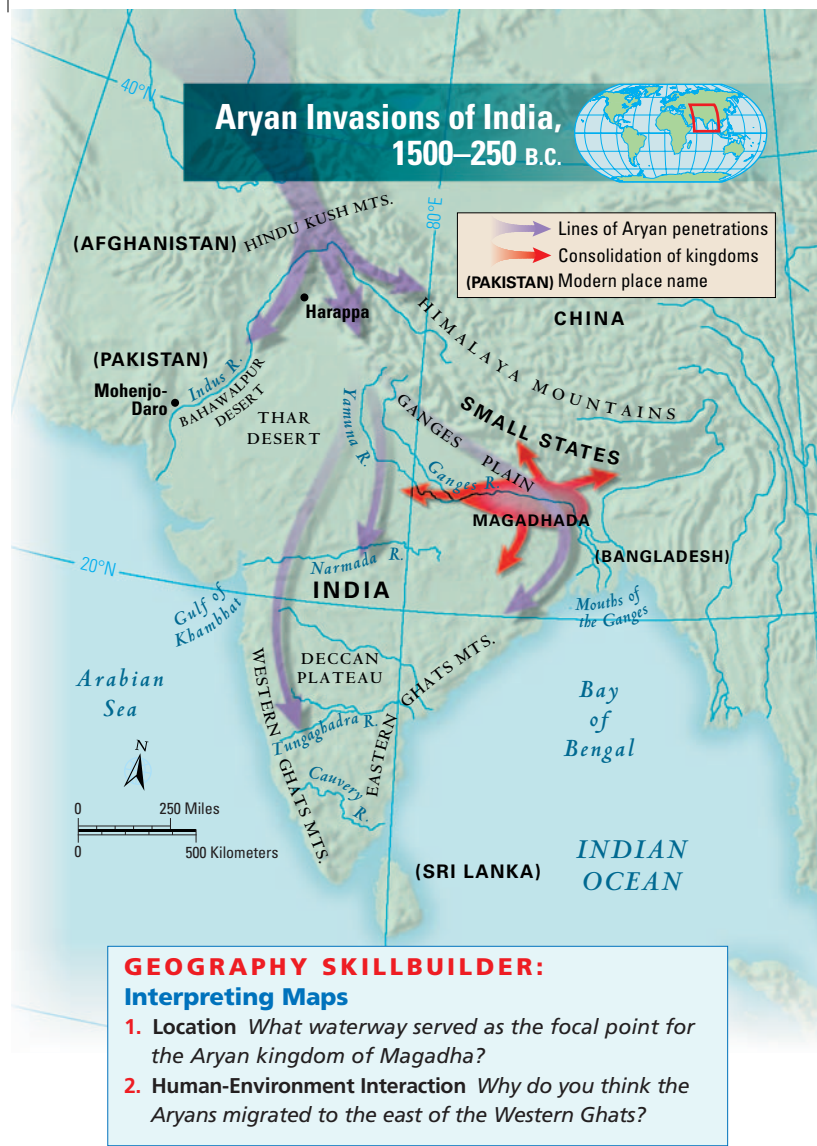 Aryan Invasions of India,
1500–250 B.C.
40°N
80°E
Lines of Aryan penetrations
Consolidation of kingdoms
(PAKISTAN) Modern place name
HINDU KUSH MTS.
(AFGHANISTAN)
Harappa
CHINA
HIMALAYA MOUNTAINS
(PAKISTAN)
Indus R.
Mohenjo-
Daro
BAHAWALPUR
DESERT
THAR
DESERT
Yamuna R.
GANGES PLAIN
SMALL STATES
Ganges R.
MAGADHADA
(BANGLADESH)
20°N
Narmada R.
INDIA
Gulf of
Khambhat
Mouths of
the Ganges
DECCAN
PLATEAU
WESTERN GHATS MTS.
EASTERN GHATS MTS.
Arabian
Sea
Bay
of
Bengal
Tungaghadra R.
Cauvery R.
N
0 250 Miles
0 500 Kilometers
(SRI LANKA)
INDIAN
OCEAN
GEOGRAPHY SKILLBUILDER:
Interpreting Maps
1. Location What waterway served as the focal point for
the Aryan kingdom of Magadha?
2. Human-Environment Interaction Why do you think the
Aryans migrated to the east of the Western Ghats?